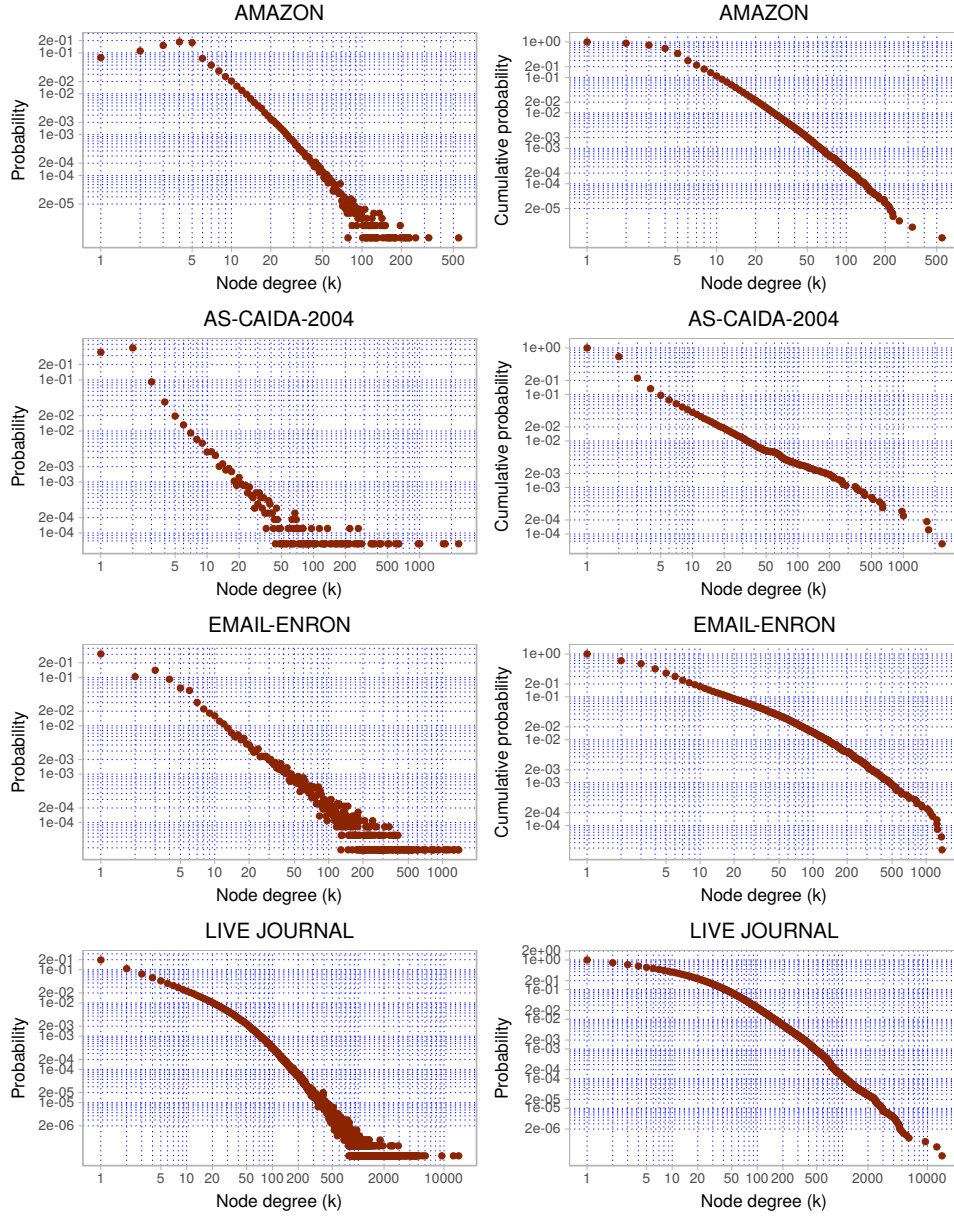 AMAZON
Probability
2e-01
1e-01
2e-02
1e-02
2e-03
1e-03
2e-04
1e-04
2e-05
1 5 10 20 50 100 200 500
Node degree (k)
AMAZON
Cumulative probability
1e+00
2e-01
1e-01
2e-02
1e-02
2e-03
1e-03
2e-04
1e-04
2e-05
1 5 10 20 50 100 200 500
Node degree (k)
AS-CAIDA-2004
Probability
2e-01
1e-01
2e-02
1e-02
2e-03
1e-03
2e-04
1e-04
5 10 20 50 100 200 500 1000
Node degree (k)
AS-CAIDA-2004
Cumulative probability
1e+00
2e-01
1e-01
2e-02
1e-02
2e-03
1e-03
2e-04
1e-04
1 5 10 20 50 100 200 500 1000
Node degree (k)
EMAIL-ENRON
Probability
2e-01
1e-01
2e-02
1e-02
2e-03
1e-03
2e-04
1e-04
1 5 10 20 50 100 200 500 1000
Node degree (k)
EMAIL-ENRON
Cumulative probability
1e+00
2e-01
1e-01
2e-02
1e-02
2e-03
1e-03
2e-04
1e-04
1 5 10 20 50 100 200 500 1000
Node degree (k)
LIVE JOURNAL
Probability
2e-01
1e-01
2e-02
1e-02
2e-03
1e-03
2e-04
1e-04
2e-05
1e-05
2e-06
1 5 10 20 50 100 200 500 2000 10000
Node degree (k)
LIVE JOURNAL
Probability
2e+00
1e+00
2e-01
1e-01
2e-02
1e-02
2e-03
1e-03
2e-04
1e-04
2e-05
1e-05
2e-06
1 5 10 20 50 100 200 500 2000 10000
Node degree (k)